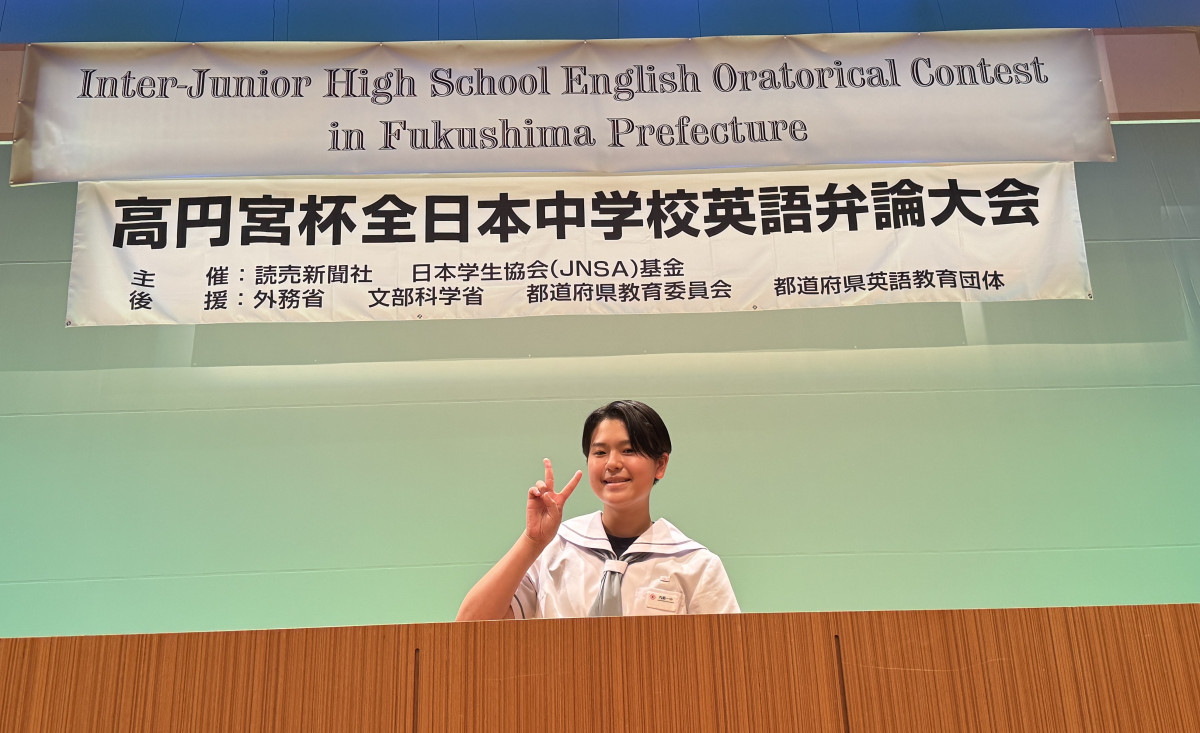 Inter-Junior High School English Oratorical Contest
in Fukushima Prefecture
高円宮杯全日本中学校英語弁論大会
主 催：読売新聞社 日本学生協会(JNSA)基金
後 援：外務省 文部科学省 都道府県教育委員会 都道府県英語教育団体